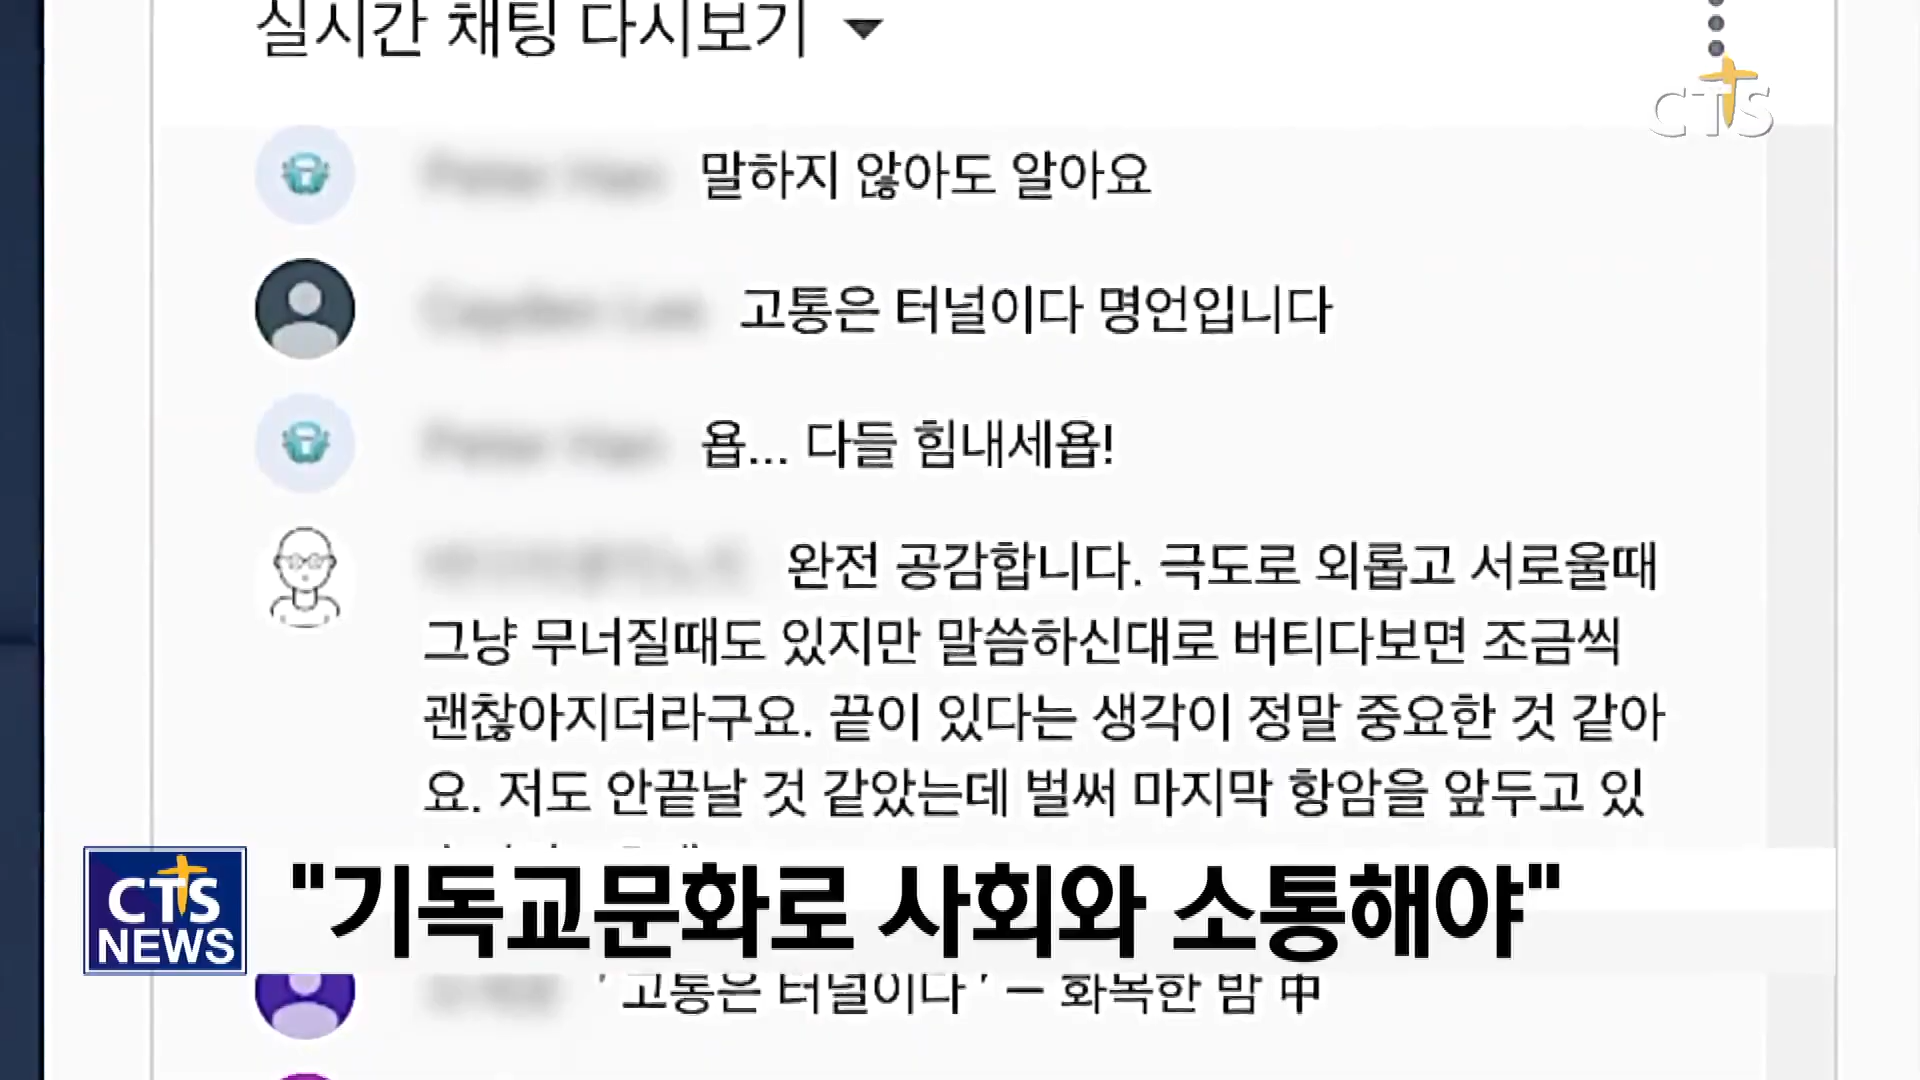 실시간 채팅 다시보기
CTS
말하지 않아도 알아요
고통은 터널이다 명언입니다
욥... 다들 힘내세욥!
완전 공감합니다. 극도로 외롭고 서로울때
그냥 무너질때도 있지만 말씀하신대로 버티다보면 조금씩
괜찮아지더라구요. 끝이 있다는 생각이 정말 중요한 것 같아
요. 저도 안끝날 것 같았는데 벌써 마지막 항암을 앞두고 있
CTS
NEWS
"기독교문화로 사회와 소통해야"
' 고통은 터널이다 ' – 화복한 밤 中